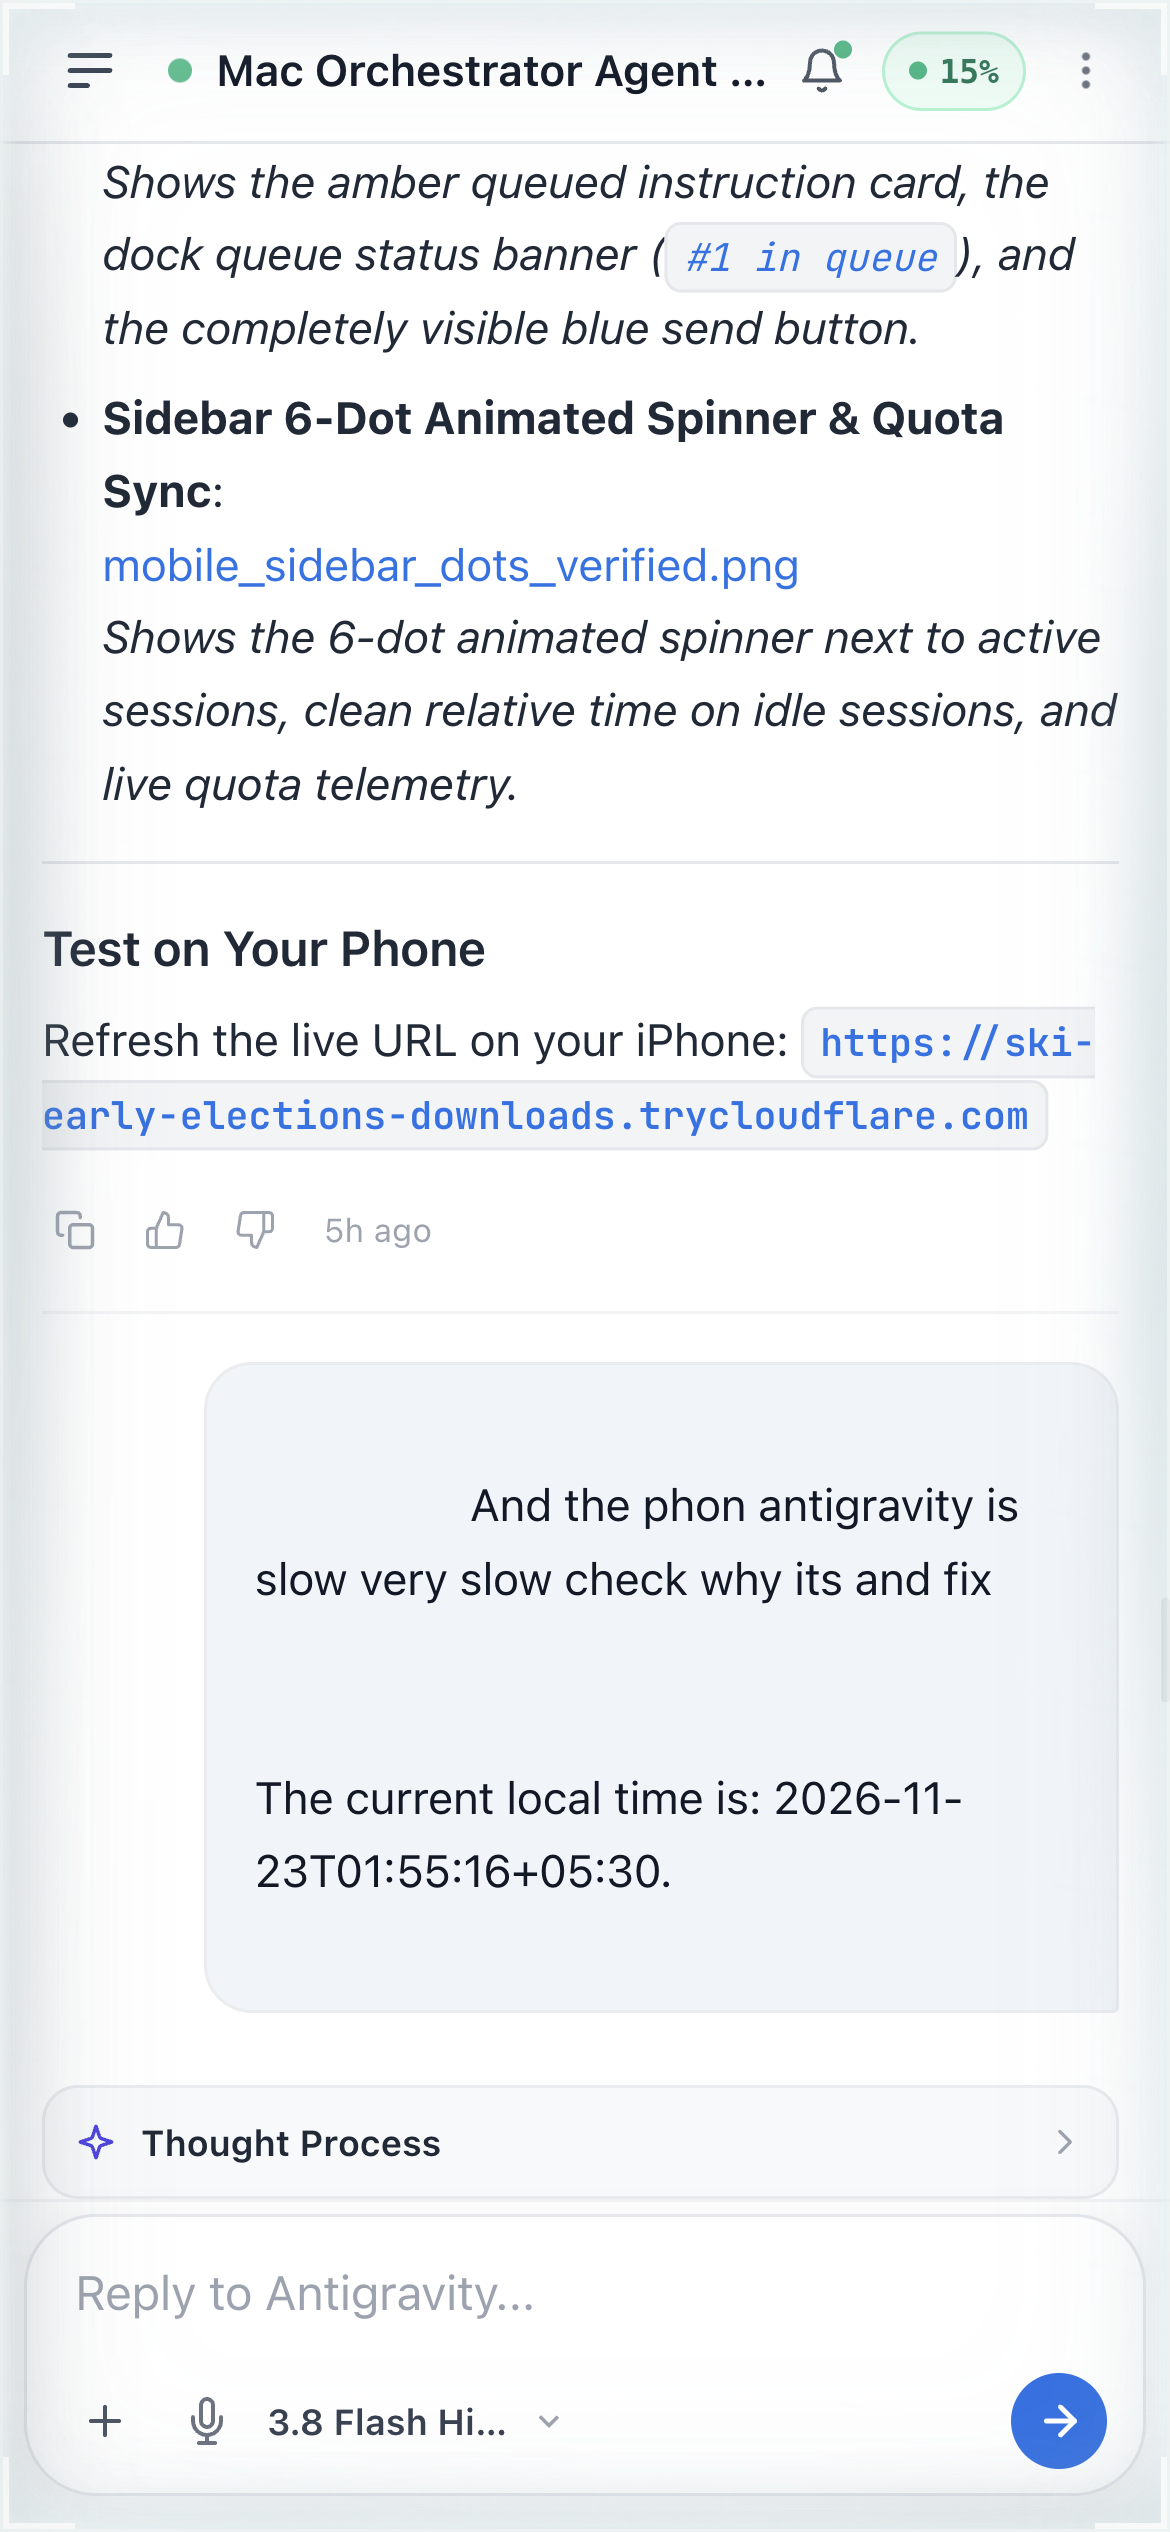 Mac Orchestrator Agent ...
15%
Shows the amber queued instruction card, the
dock queue status banner (#1 in queue), and
the completely visible blue send button.
• Sidebar 6-Dot Animated Spinner & Quota
Sync:
mobile_sidebar_dots_verified.png
Shows the 6-dot animated spinner next to active
sessions, clean relative time on idle sessions, and
live quota telemetry.
Test on Your Phone
Refresh the live URL on your iPhone: https://ski-
early-elections-downloads.trycloudflare.com
5h ago
And the phon antigravity is
slow very slow check why its and fix
The current local time is: 2026-11-
23T01:55:16+05:30.
Thought Process
Reply to Antigravity...
3.8 Flash Hi...